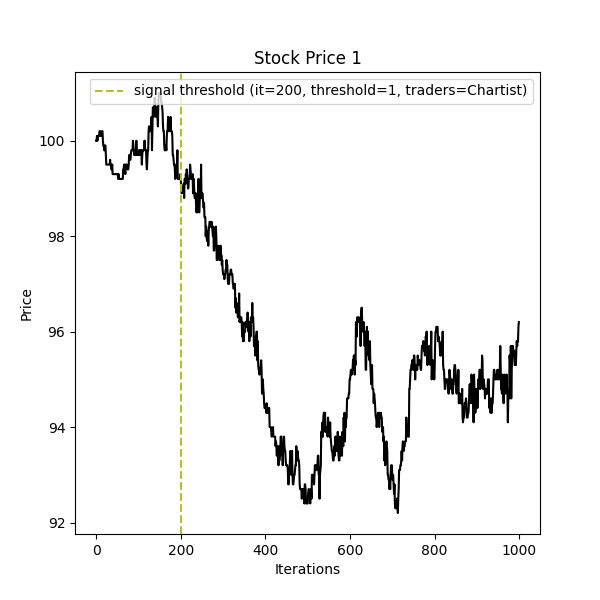 Stock Price 1
signal threshold (it=200, threshold=1, traders=Chartist)
100
98
96
94
92
Price
0 200 400 600 800 1000
Iterations